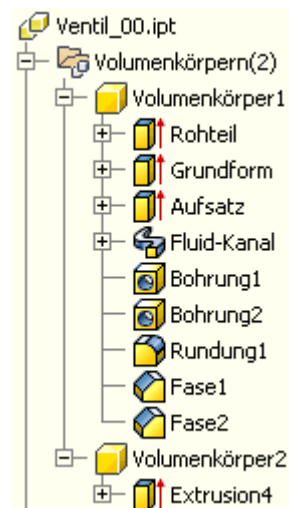 Ventil_00.ipt
Volumenkörpern(2)
Volumenkörper1
Rohteil
Grundform
Aufsatz
Fluid-Kanal
Bohrung1
Bohrung2
Rundung1
Fase1
Fase2
Volumenkörper2
Extrusion4